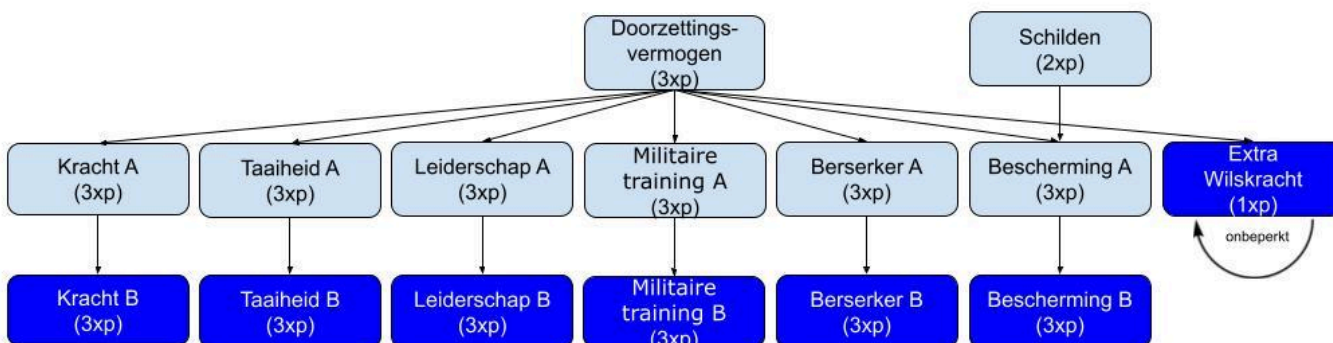 Doorzettings-
vermogen
(3xp)
Schilden
(2xp)
Kracht A
(3xp)
Taaiheid A
(3xp)
Leiderschap A
(3xp)
Militaire
training A
(3xp)
Berserker A
(3xp)
Bescherming A
(3xp)
Extra
Wilskracht
(1xp)
onbeperkt
Kracht B
(3xp)
Taaiheid B
(3xp)
Leiderschap B
(3xp)
Militaire
training B
(3xp)
Berserker B
(3xp)
Bescherming B
(3xp)